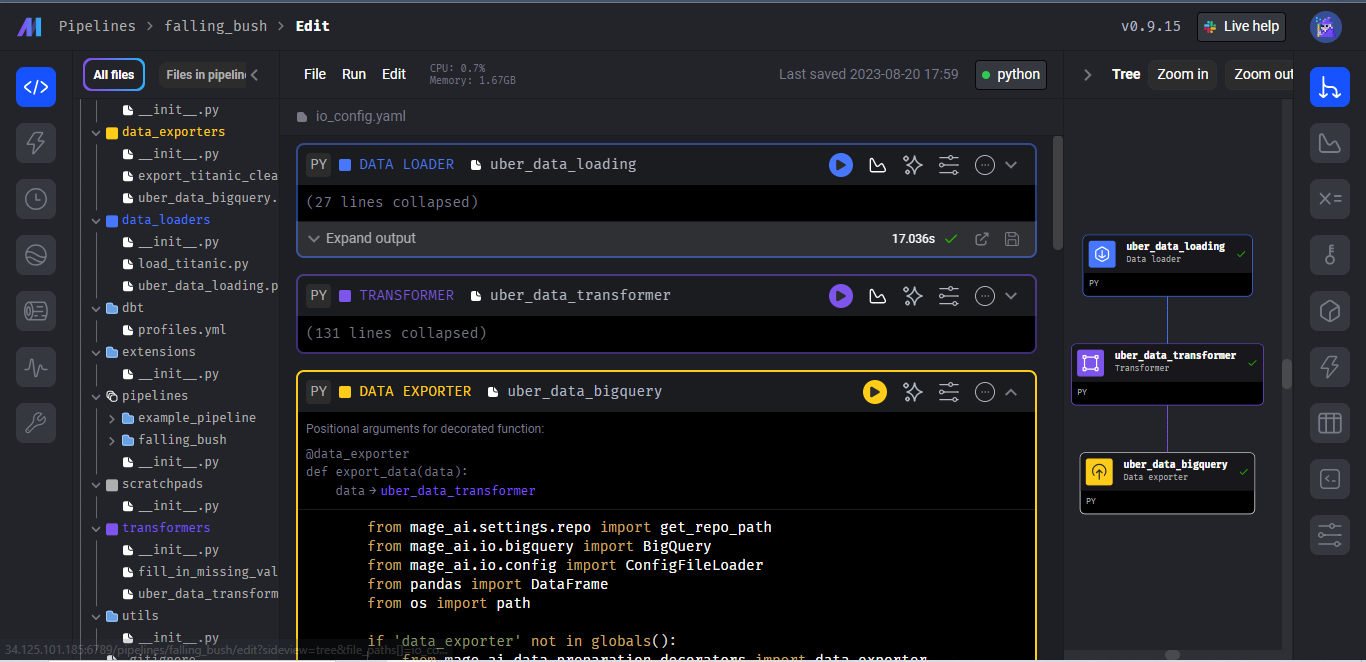 Pipelines > falling_bush > Edit
v0.9.15
Live help
All files
Files in pipelin
__init__.py
data_exporters
__init__.py
export_titanic_clea
uber_data_bigquery.
data_loaders
__init__.py
load_titanic.py
uber_data_loading.p
dbt
profiles.yml
extensions
__init__.py
pipelines
example_pipeline
falling_bush
__init__.py
scratchpads
__init__.py
transformers
__init__.py
fill_in_missing_val
uber_data_transform
utils
__init__.py
.gitignore
34.125.101.185:6789/pipelines/falling_bush/edit?sideview=tree&file_paths[]=io_co...
File Run Edit
CPU: 0.7%
Memory: 1.67GB
Last saved 2023-08-20 17:59
python
io_config.yaml
PY DATA LOADER uber_data_loading
(27 lines collapsed)
Expand output
17.036s
PY TRANSFORMER uber_data_transformer
(131 lines collapsed)
PY DATA EXPORTER uber_data_bigquery
Positional arguments for decorated function:
@data_exporter
def export_data(data):
data → uber_data_transformer
from mage_ai.settings.repo import get_repo_path
from mage_ai.io.bigquery import BigQuery
from mage_ai.io.config import ConfigFileLoader
from pandas import DataFrame
from os import path
if 'data_exporter' not in globals():
from mage_ai.data_preparation.decorators import data_exporter
Tree
Zoom in
Zoom out
uber_data_loading
Data loader
PY
uber_data_transformer
Transformer
PY
uber_data_bigquery
Data exporter
PY